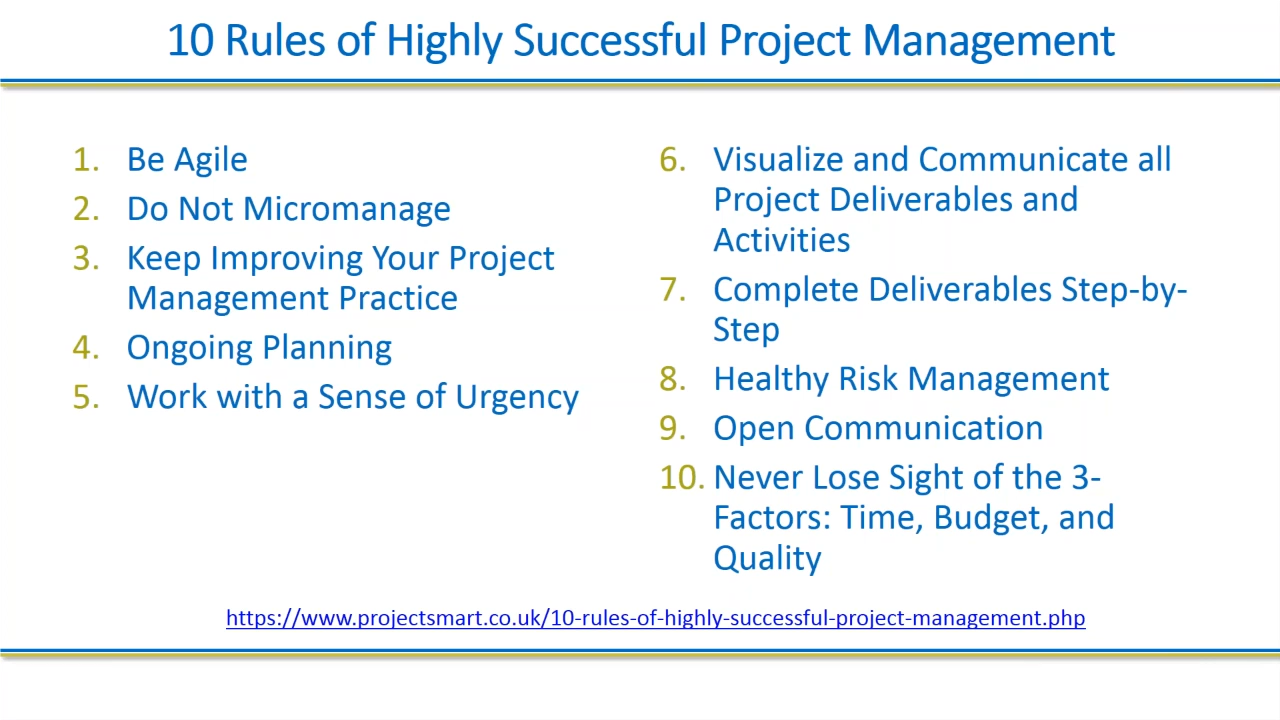 10 Rules of Highly Successful Project Management
1. Be Agile
2. Do Not Micromanage
3. Keep Improving Your Project
Management Practice
4. Ongoing Planning
5. Work with a Sense of Urgency
6. Visualize and Communicate all
Project Deliverables and
Activities
7. Complete Deliverables Step-by-
Step
8. Healthy Risk Management
9. Open Communication
10. Never Lose Sight of the 3-
Factors: Time, Budget, and
Quality
https://www.projectsmart.co.uk/10-rules-of-highly-successful-project-management.php